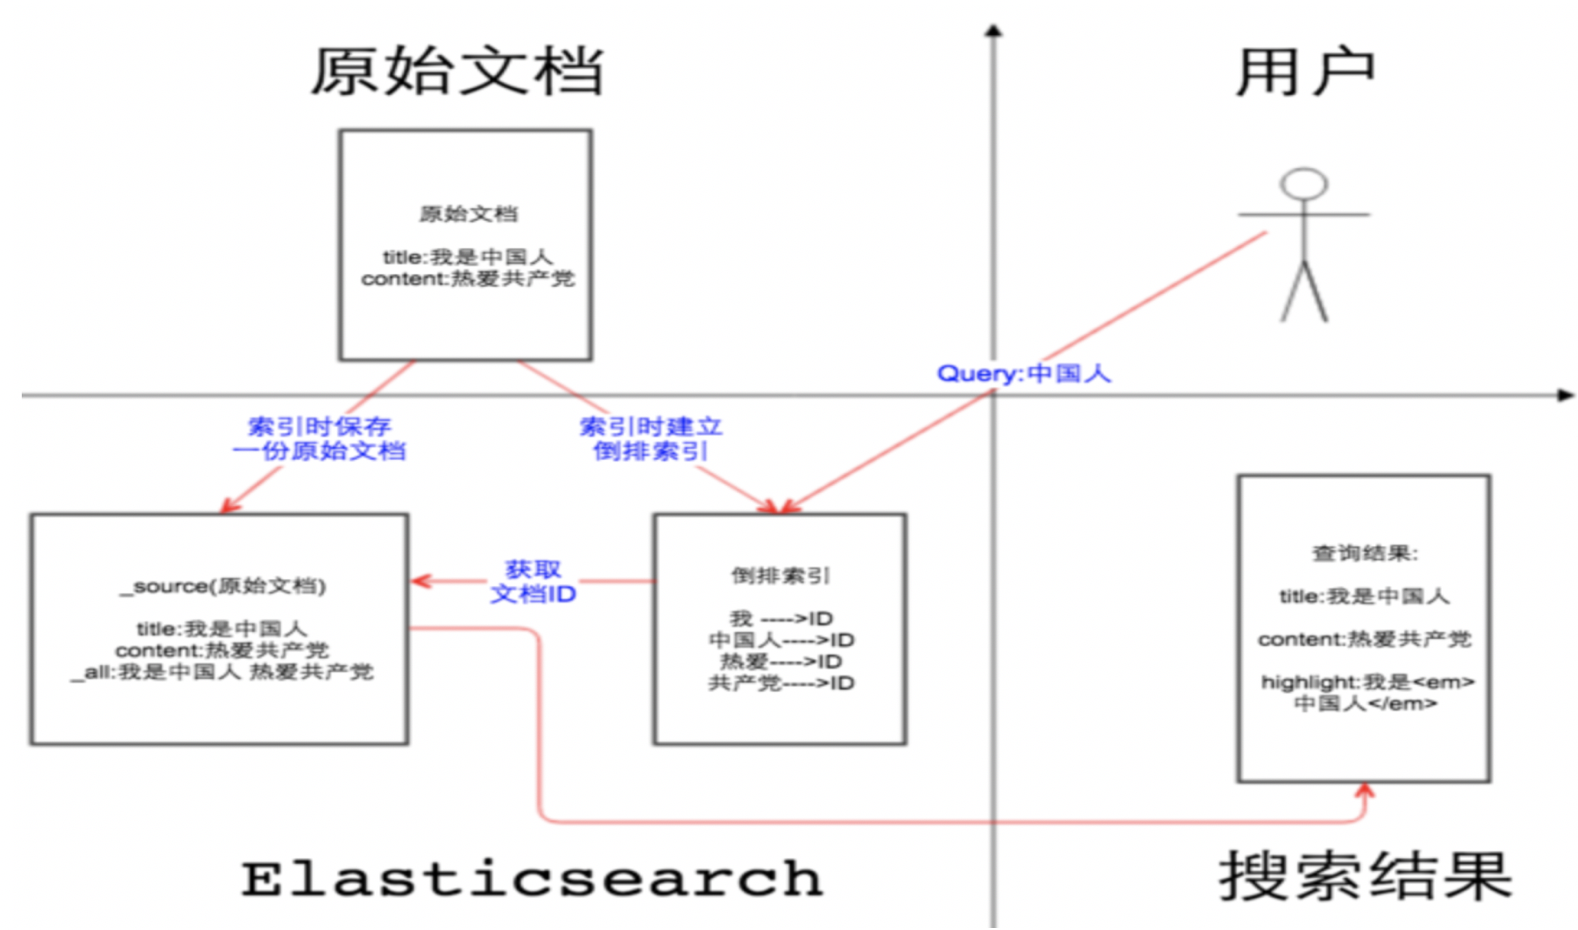 原始文档
用户
原始文档
title:我是中国人
content:热爱共产党
Query:中国人
索引时保存
一份原始文档
索引时建立
倒排索引
_source(原始文档)
title:我是中国人
content:热爱共产党
_all:我是中国人 热爱共产党
获取
文档ID
倒排索引
我 ---->ID
中国人---->ID
热爱---->ID
共产党---->ID
查询结果:
title:我是中国人
content:热爱共产党
highlight:我是<em>
中国人</em>
Elasticsearch
搜索结果